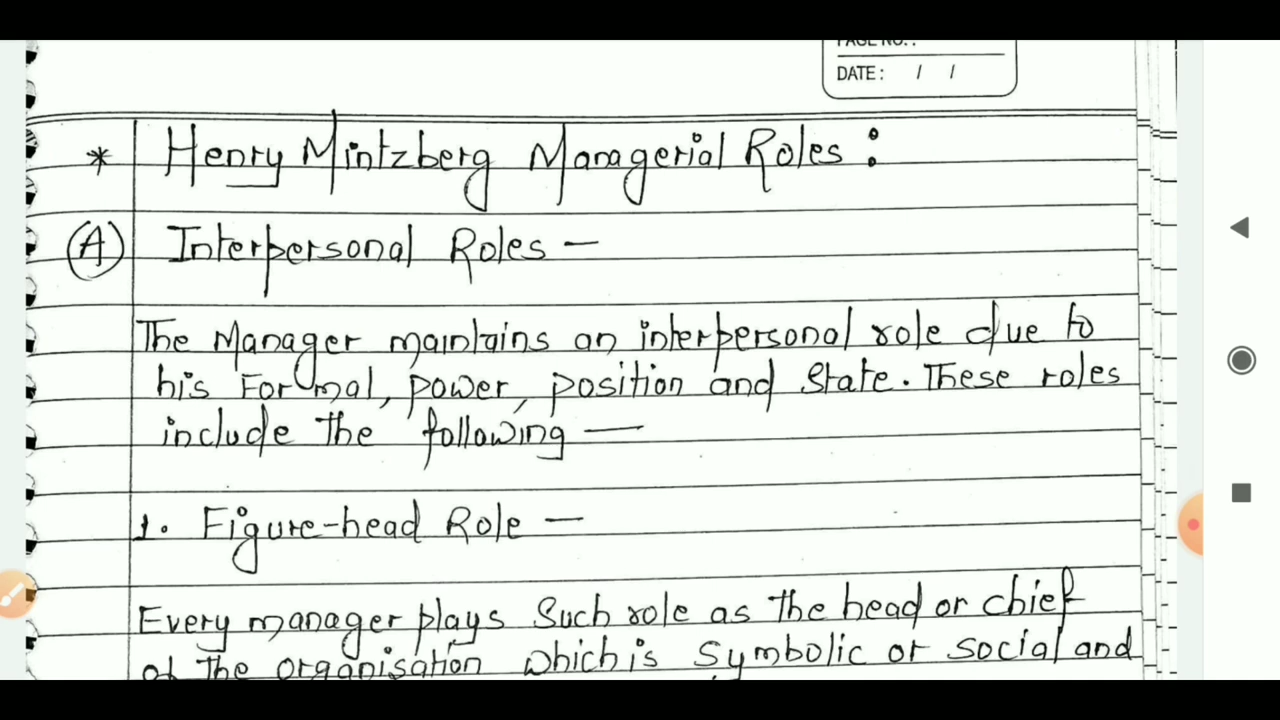 PAGE NO.:
DATE: / /
* Henry Mintzberg Managerial Roles :
(A) Interpersonal Roles —
The Manager maintains an interpersonal role due to
his Formal, power, position and State. These roles
include the following —
1. Figure-head Role —
Every manager plays Such role as the head or chief
of the organisation which is symbolic or social and